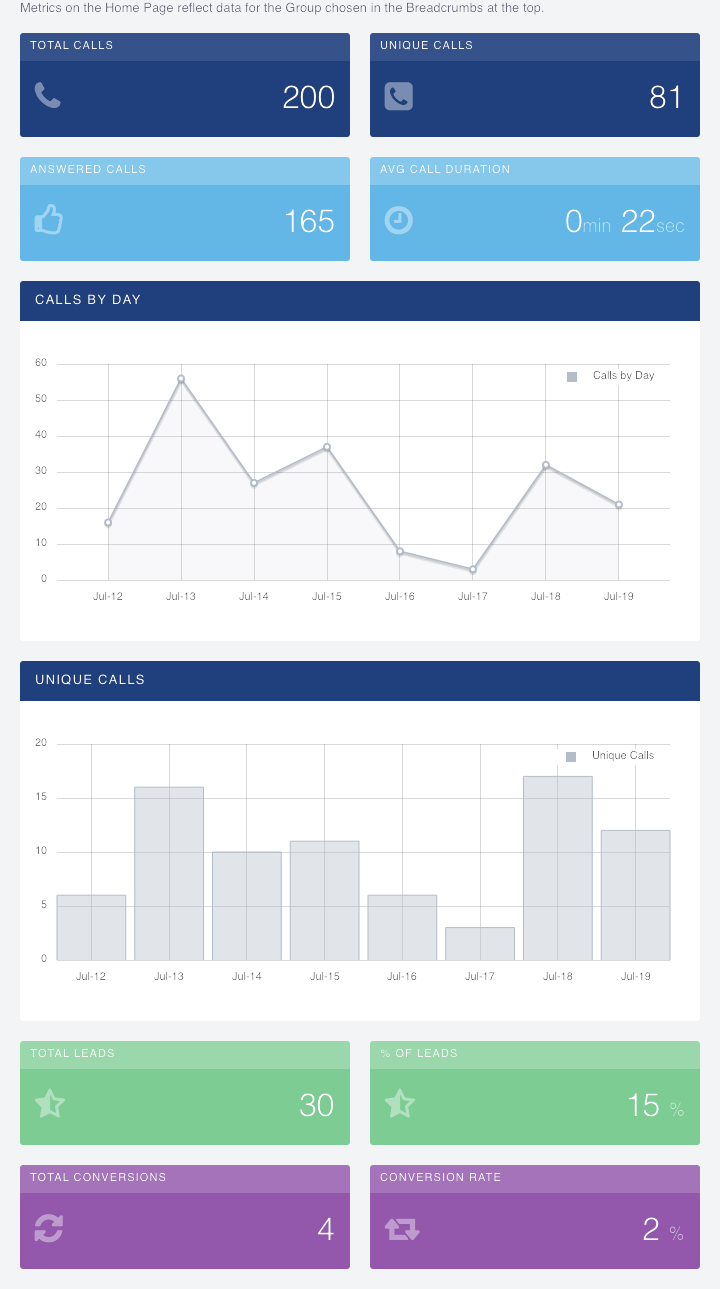 Metrics on the Home Page reflect data for the Group chosen in the Breadcrumbs at the top.
TOTAL CALLS
200
UNIQUE CALLS
81
ANSWERED CALLS
165
AVG CALL DURATION
0min 22sec
CALLS BY DAY
60
50
40
30
20
10
0
Calls by Day
Jul-12 Jul-13 Jul-14 Jul-15 Jul-16 Jul-17 Jul-18 Jul-19
UNIQUE CALLS
20
15
10
5
0
Unique Calls
Jul-12 Jul-13 Jul-14 Jul-15 Jul-16 Jul-17 Jul-18 Jul-19
TOTAL LEADS
30
% OF LEADS
15 %
TOTAL CONVERSIONS
4
CONVERSION RATE
2 %